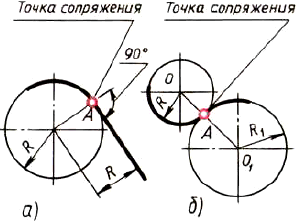 Точка сопряжения
Точка сопряжения
90°
A
R
R
а)
O
R
A
R₁
O₁
б)